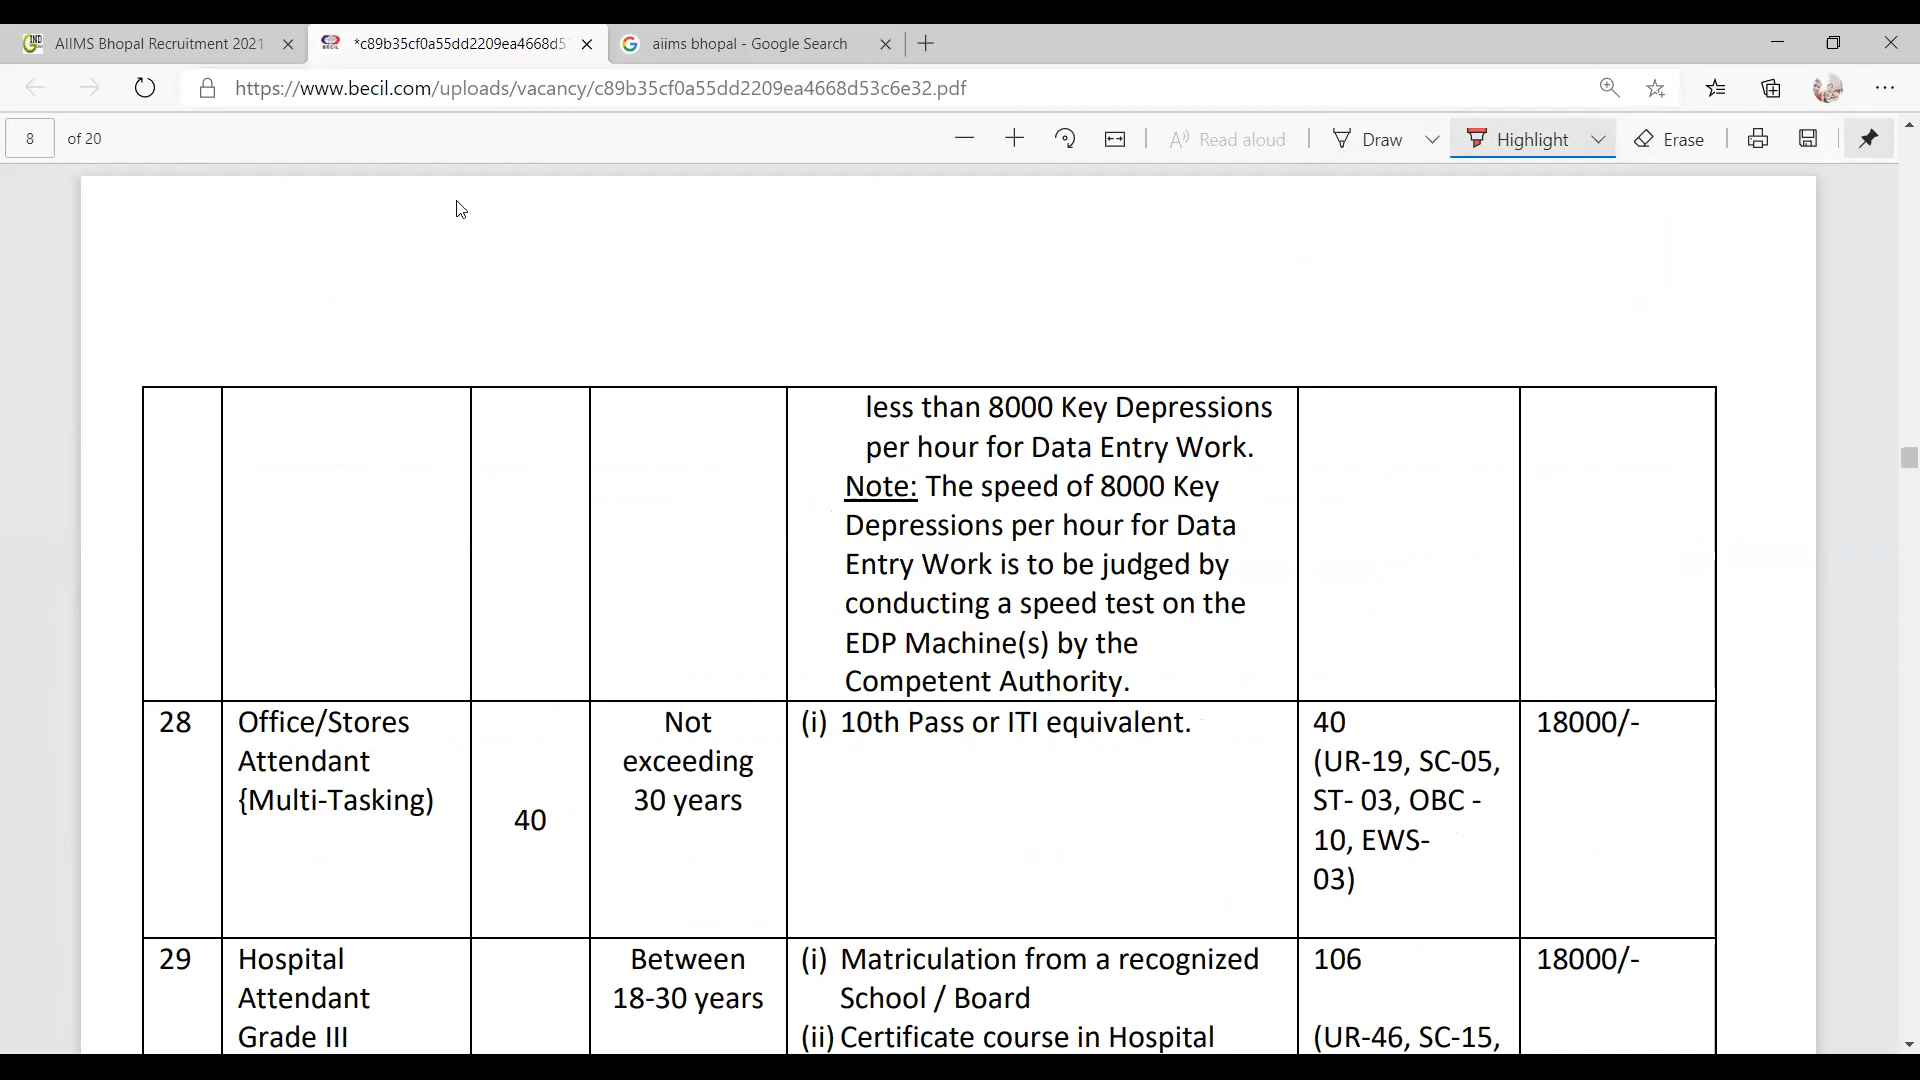 AIIMS Bhopal Recruitment 2021
*c89b35cf0a55dd2209ea4668d5
aiims bhopal - Google Search
https://www.becil.com/uploads/vacancy/c89b35cf0a55dd2209ea4668d53c6e32.pdf
8 of 20
Read aloud
Draw
Highlight
Erase
less than 8000 Key Depressions
per hour for Data Entry Work.
Note: The speed of 8000 Key
Depressions per hour for Data
Entry Work is to be judged by
conducting a speed test on the
EDP Machine(s) by the
Competent Authority.
28
Office/Stores
Attendant
{Multi-Tasking)
40
Not
exceeding
30 years
(i) 10th Pass or ITI equivalent.
40
(UR-19, SC-05,
ST- 03, OBC -
10, EWS-
03)
18000/-
29
Hospital
Attendant
Grade III
Between
18-30 years
(i) Matriculation from a recognized
School / Board
(ii) Certificate course in Hospital
106
(UR-46, SC-15,
18000/-